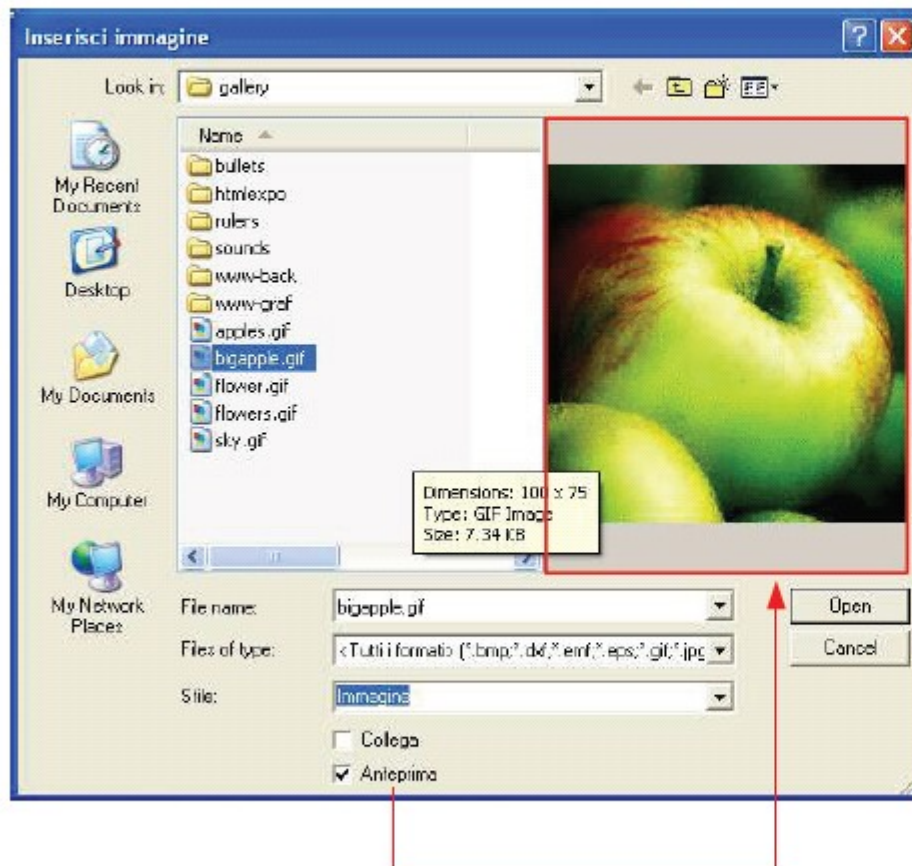 Inserisci immagine
Look in:
gallery
My Recent
Documents
Desktop
My Documents
My Computer
My Network
Places
Name
bullets
htmlexpo
rulers
sounds
www-back
www-graf
apples.gif
bigapple.gif
flower.gif
flowers.gif
sky.gif
Dimensions: 100 x 75
Type: GIF Image
Size: 7.34 KB
File name:
bigapple.gif
Open
Files of type:
<Tutti i formati> (*.bmp;*.dxf;*.emf;*.eps;*.gif;*.jpg
Cancel
Stile:
Immagine
Collega
Anteprima